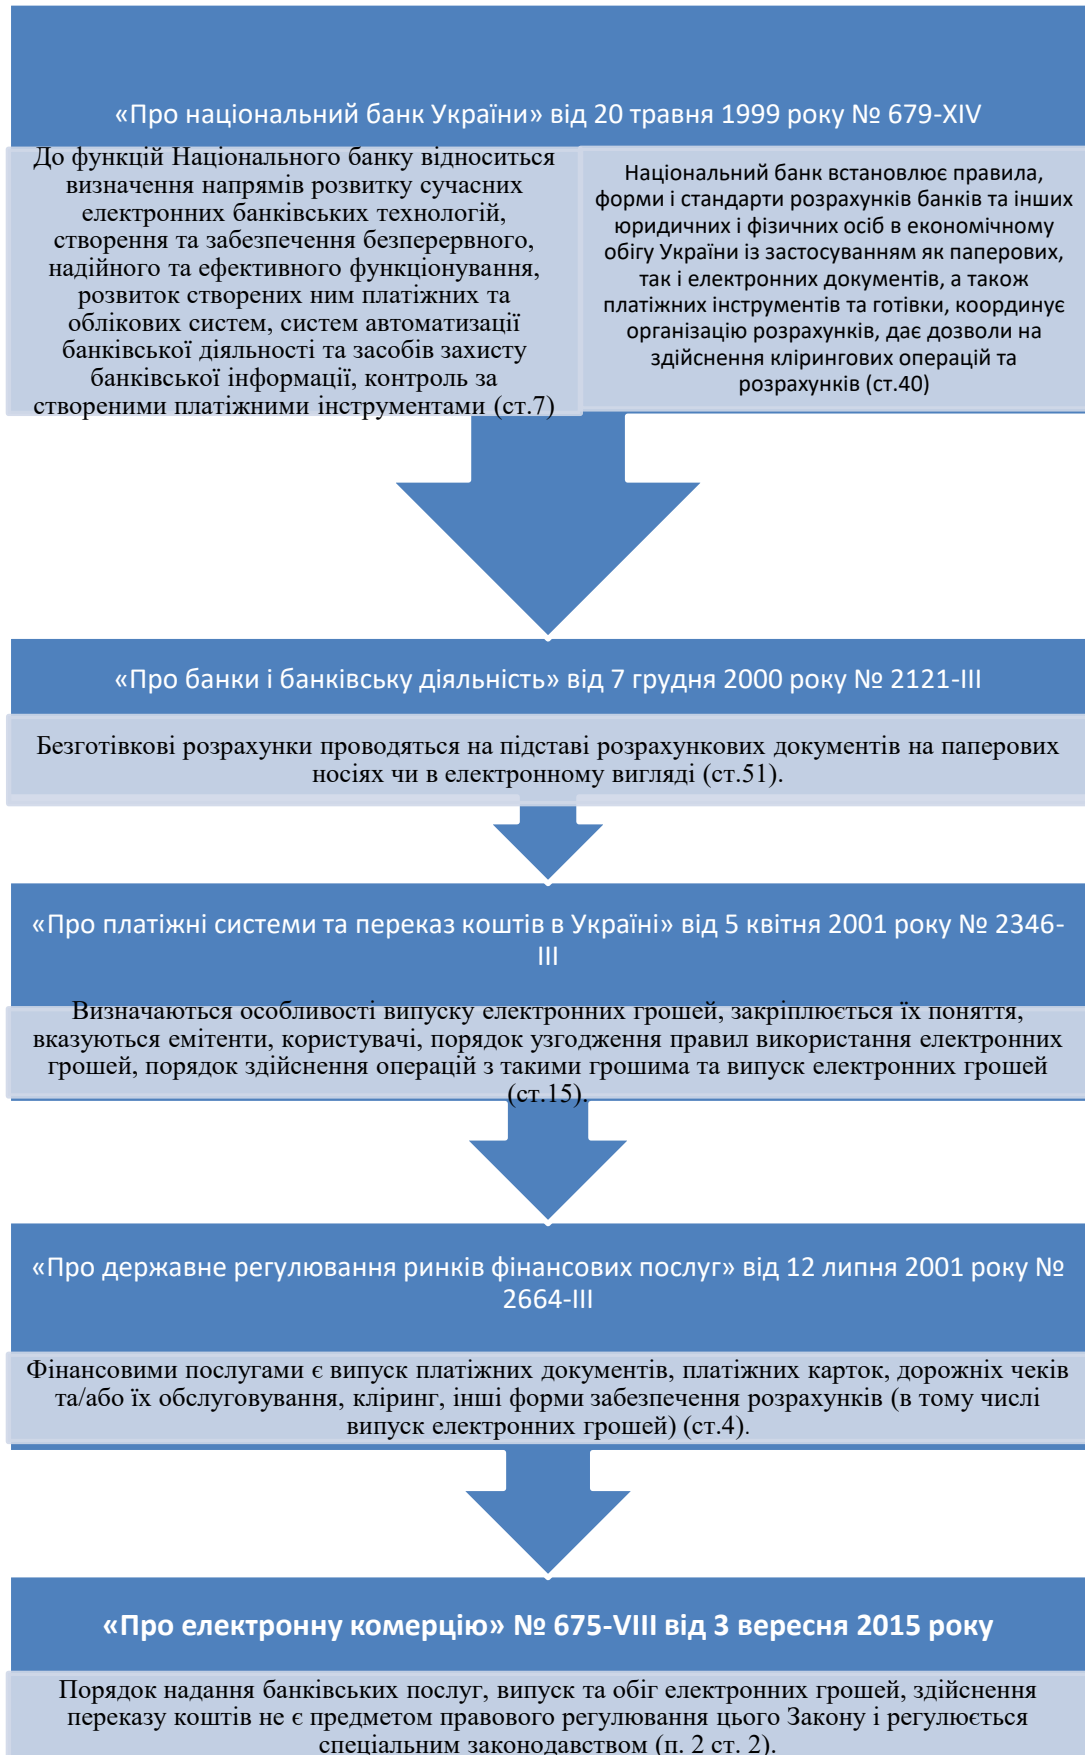 «Про національний банк України» від 20 травня 1999 року № 679-XIV
До функцій Національного банку відноситься
визначення напрямів розвитку сучасних
електронних банківських технологій,
створення та забезпечення безперервного,
надійного та ефективного функціонування,
розвиток створених ним платіжних та
облікових систем, систем автоматизації
банківської діяльності та засобів захисту
банківської інформації, контроль за
створеними платіжними інструментами (ст.7)
Національний банк встановлює правила,
форми і стандарти розрахунків банків та інших
юридичних і фізичних осіб в економічному
обігу України із застосуванням як паперових,
так і електронних документів, а також
платіжних інструментів та готівки, координує
організацію розрахунків, дає дозволи на
здійснення клірингових операцій та
розрахунків (ст.40)
«Про банки і банківську діяльність» від 7 грудня 2000 року № 2121-III
Безготівкові розрахунки проводяться на підставі розрахункових документів на паперових
носіях чи в електронному вигляді (ст.51).
«Про платіжні системи та переказ коштів в Україні» від 5 квітня 2001 року № 2346-
III
Визначаються особливості випуску електронних грошей, закріплюється їх поняття,
вказуються емітенти, користувачі, порядок узгодження правил використання електронних
грошей, порядок здійснення операцій з такими грошима та випуск електронних грошей
(ст.15).
«Про державне регулювання ринків фінансових послуг» від 12 липня 2001 року №
2664-III
Фінансовими послугами є випуск платіжних документів, платіжних карток, дорожніх чеків
та/або їх обслуговування, кліринг, інші форми забезпечення розрахунків (в тому числі
випуск електронних грошей) (ст.4).
«Про електронну комерцію» № 675-VIII від 3 вересня 2015 року
Порядок надання банківських послуг, випуск та обіг електронних грошей, здійснення
переказу коштів не є предметом правового регулювання цього Закону і регулюється
спеціальним законодавством (п. 2 ст. 2).